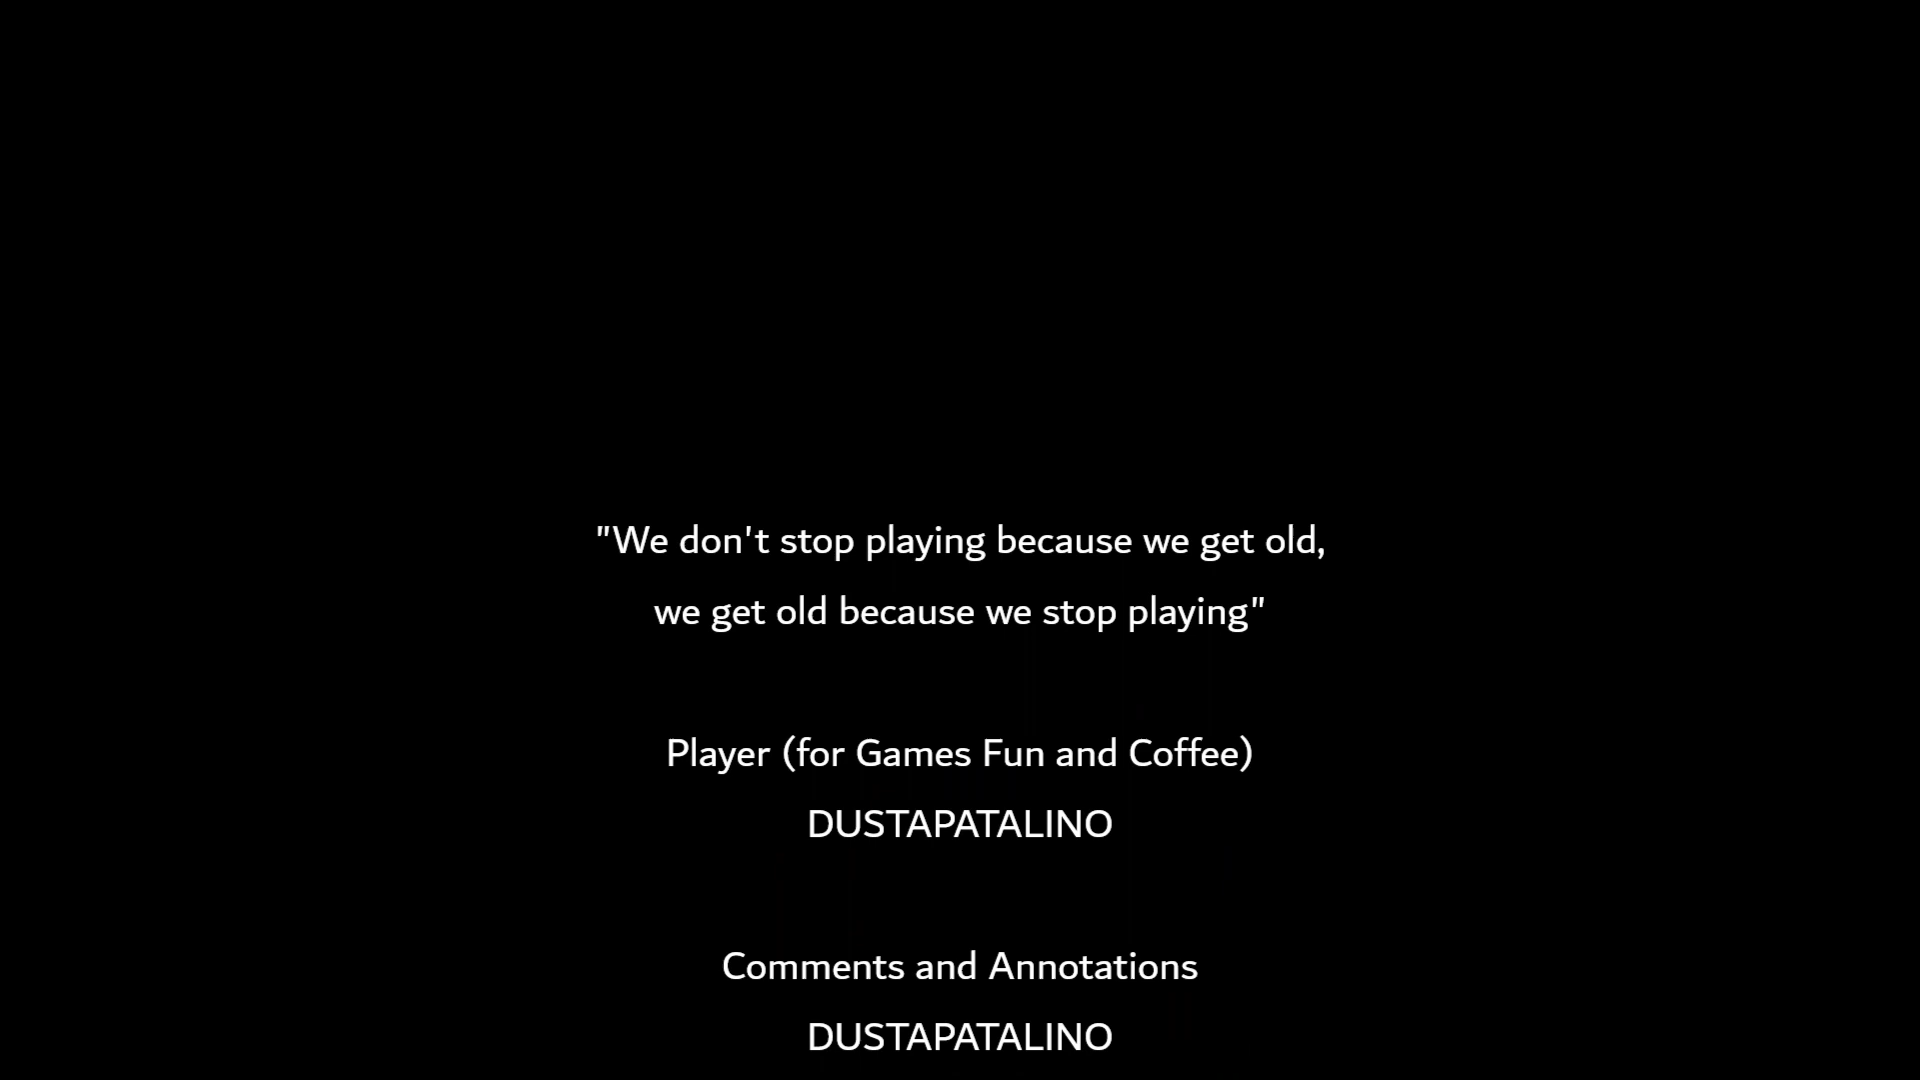 "We don't stop playing because we get old,
we get old because we stop playing"
Player (for Games Fun and Coffee)
DUSTAPATALINO
Comments and Annotations
DUSTAPATALINO